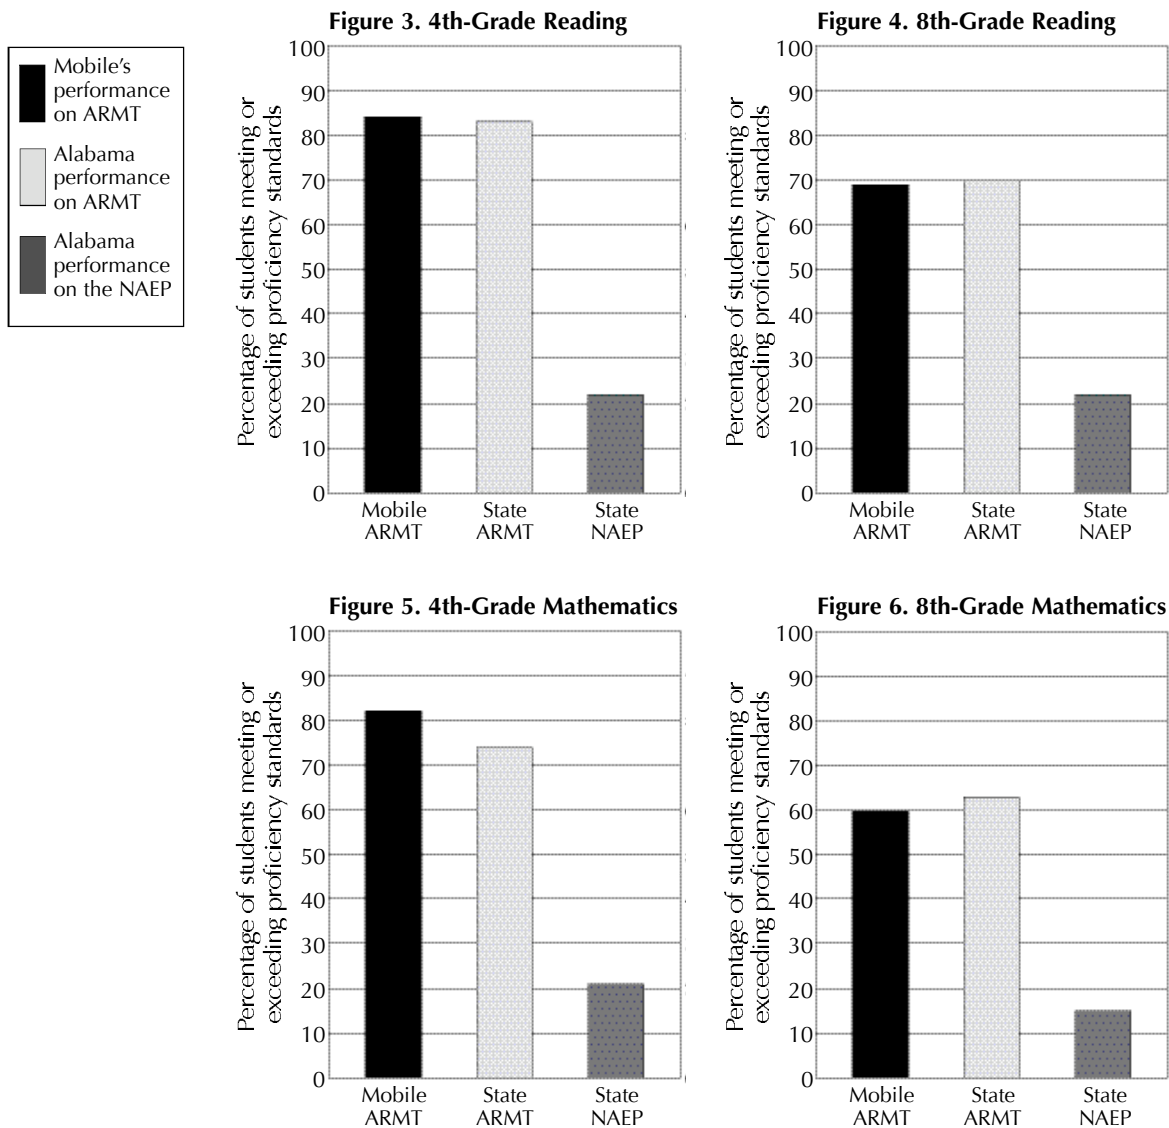 Mobile's
performance
on ARMT
Alabama
performance
on ARMT
Alabama
performance
on the NAEP
Figure 3. 4th-Grade Reading
Percentage of students meeting or
exceeding proficiency standards
100
90
80
70
60
50
40
30
20
10
0
Mobile State State
ARMT ARMT NAEP
Figure 4. 8th-Grade Reading
Percentage of students meeting or
exceeding proficiency standards
100
90
80
70
60
50
40
30
20
10
0
Mobile State State
ARMT ARMT NAEP
Figure 5. 4th-Grade Mathematics
Percentage of students meeting or
exceeding proficiency standards
100
90
80
70
60
50
40
30
20
10
0
Mobile State State
ARMT ARMT NAEP
Figure 6. 8th-Grade Mathematics
Percentage of students meeting or
exceeding proficiency standards
100
90
80
70
60
50
40
30
20
10
0
Mobile State State
ARMT ARMT NAEP